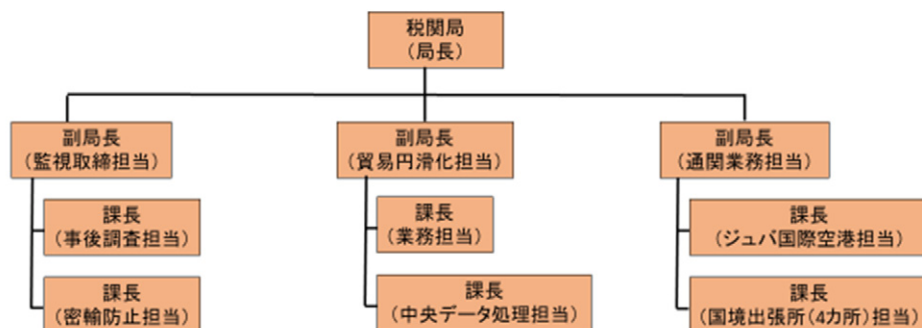 税関局
(局長)
副局長
(監視取締担当)
副局長
(貿易円滑化担当)
副局長
(通関業務担当)
課長
(事後調査担当)
課長
(業務担当)
課長
(ジュバ国際空港担当)
課長
(密輸防止担当)
課長
(中央データ処理担当)
課長
(国境出張所(4カ所)担当)